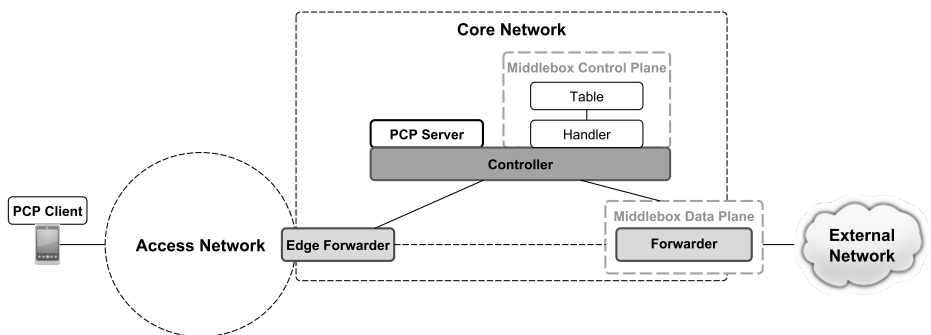 Core Network
Middlebox Control Plane
Table
PCP Server
Handler
Controller
PCP Client
Access Network
Edge Forwarder
Middlebox Data Plane
Forwarder
External
Network